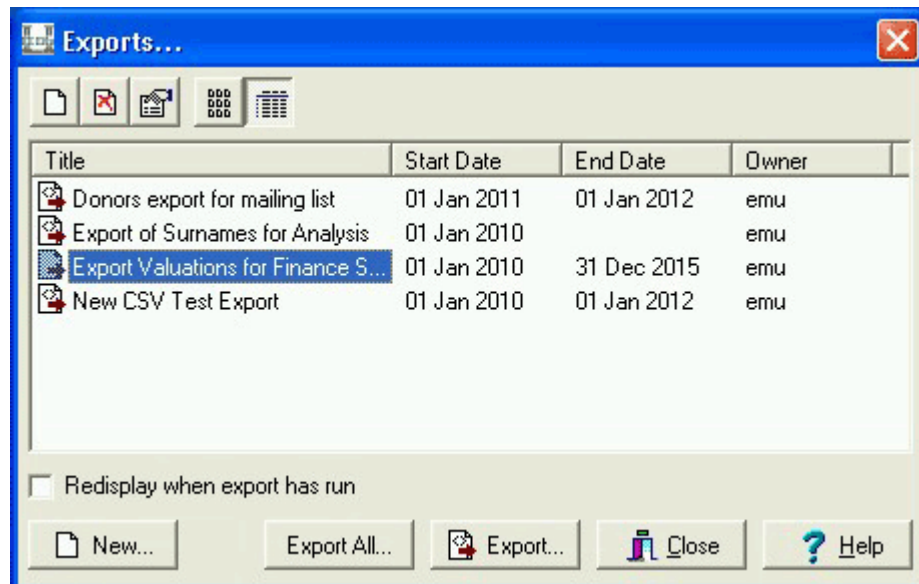 Exports...
Title Start Date End Date Owner
Donors export for mailing list 01 Jan 2011 01 Jan 2012 emu
Export of Surnames for Analysis 01 Jan 2010 emu
Export Valuations for Finance S... 01 Jan 2010 31 Dec 2015 emu
New CSV Test Export 01 Jan 2010 01 Jan 2012 emu
Redisplay when export has run
New... Export All... Export... Close Help